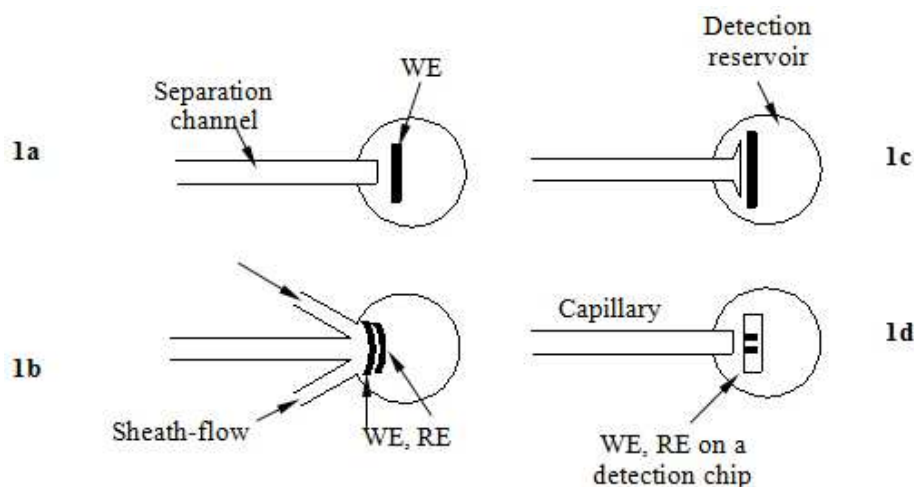 1a
Separation
channel
WE
Detection
reservoir
1c
1b
Sheath-flow
WE, RE
Capillary
1d
WE, RE on a
detection chip